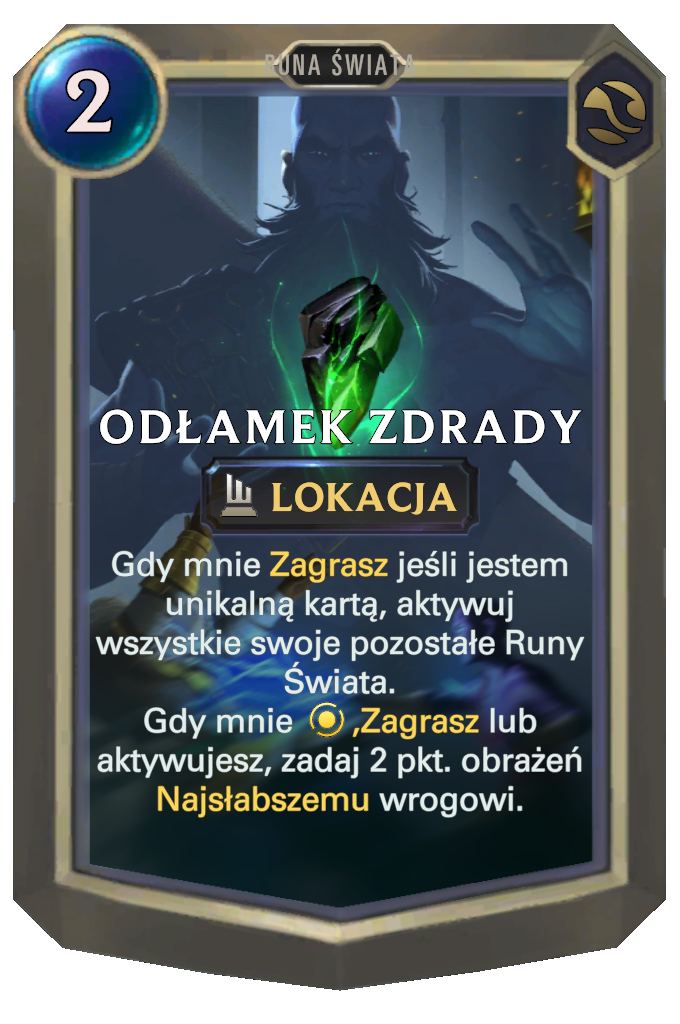 2
RUNA ŚWIATA
ODŁAMEK ZDRADY
LOKACJA
Gdy mnie Zagrasz jeśli jestem
unikalną kartą, aktywuj
wszystkie swoje pozostałe Runy
Świata.
Gdy mnie ,Zagrasz lub
aktywujesz, zadaj 2 pkt. obrażeń
Najsłabszemu wrogowi.